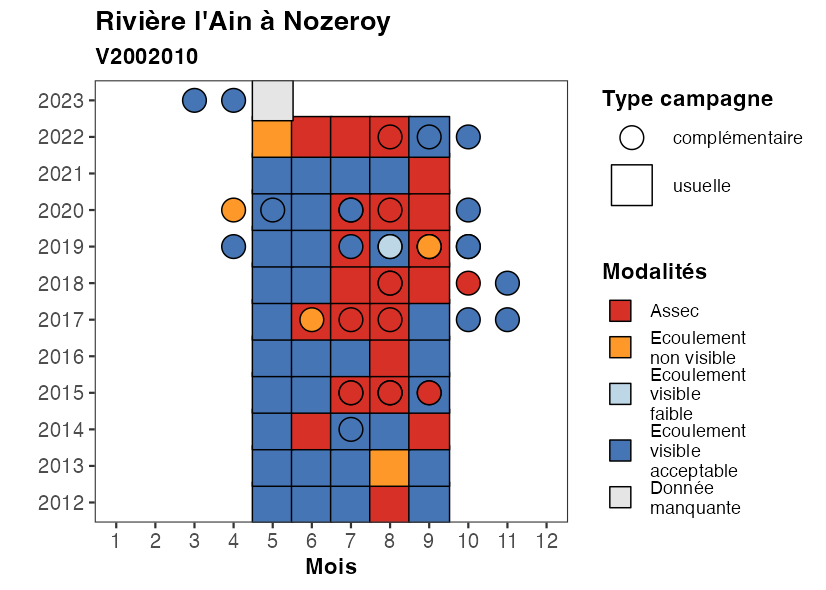 Rivière l'Ain à Nozeroy
V2002010
2023
2022
2021
2020
2019
2018
2017
2016
2015
2014
2013
2012
1 2 3 4 5 6 7 8 9 10 11 12
Mois
Type campagne
complémentaire
usuelle
Modalités
Assec
Ecoulement
non visible
Ecoulement
visible
faible
Ecoulement
visible
acceptable
Donnée
manquante